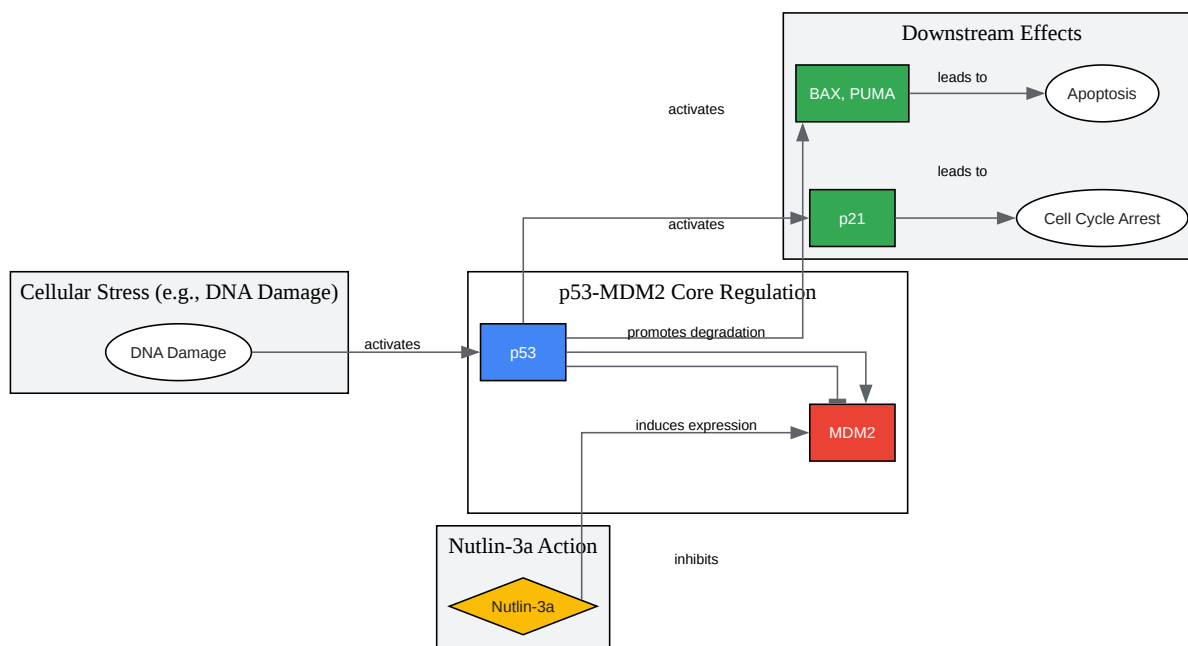 Downstream Effects
BAX, PUMA
leads to
Apoptosis
activates
leads to
p21
Cell Cycle Arrest
activates
Cellular Stress (e.g., DNA Damage)
DNA Damage
activates
p53-MDM2 Core Regulation
p53
promotes degradation
induces expression
MDM2
Nutlin-3a Action
inhibits
Nutlin-3a